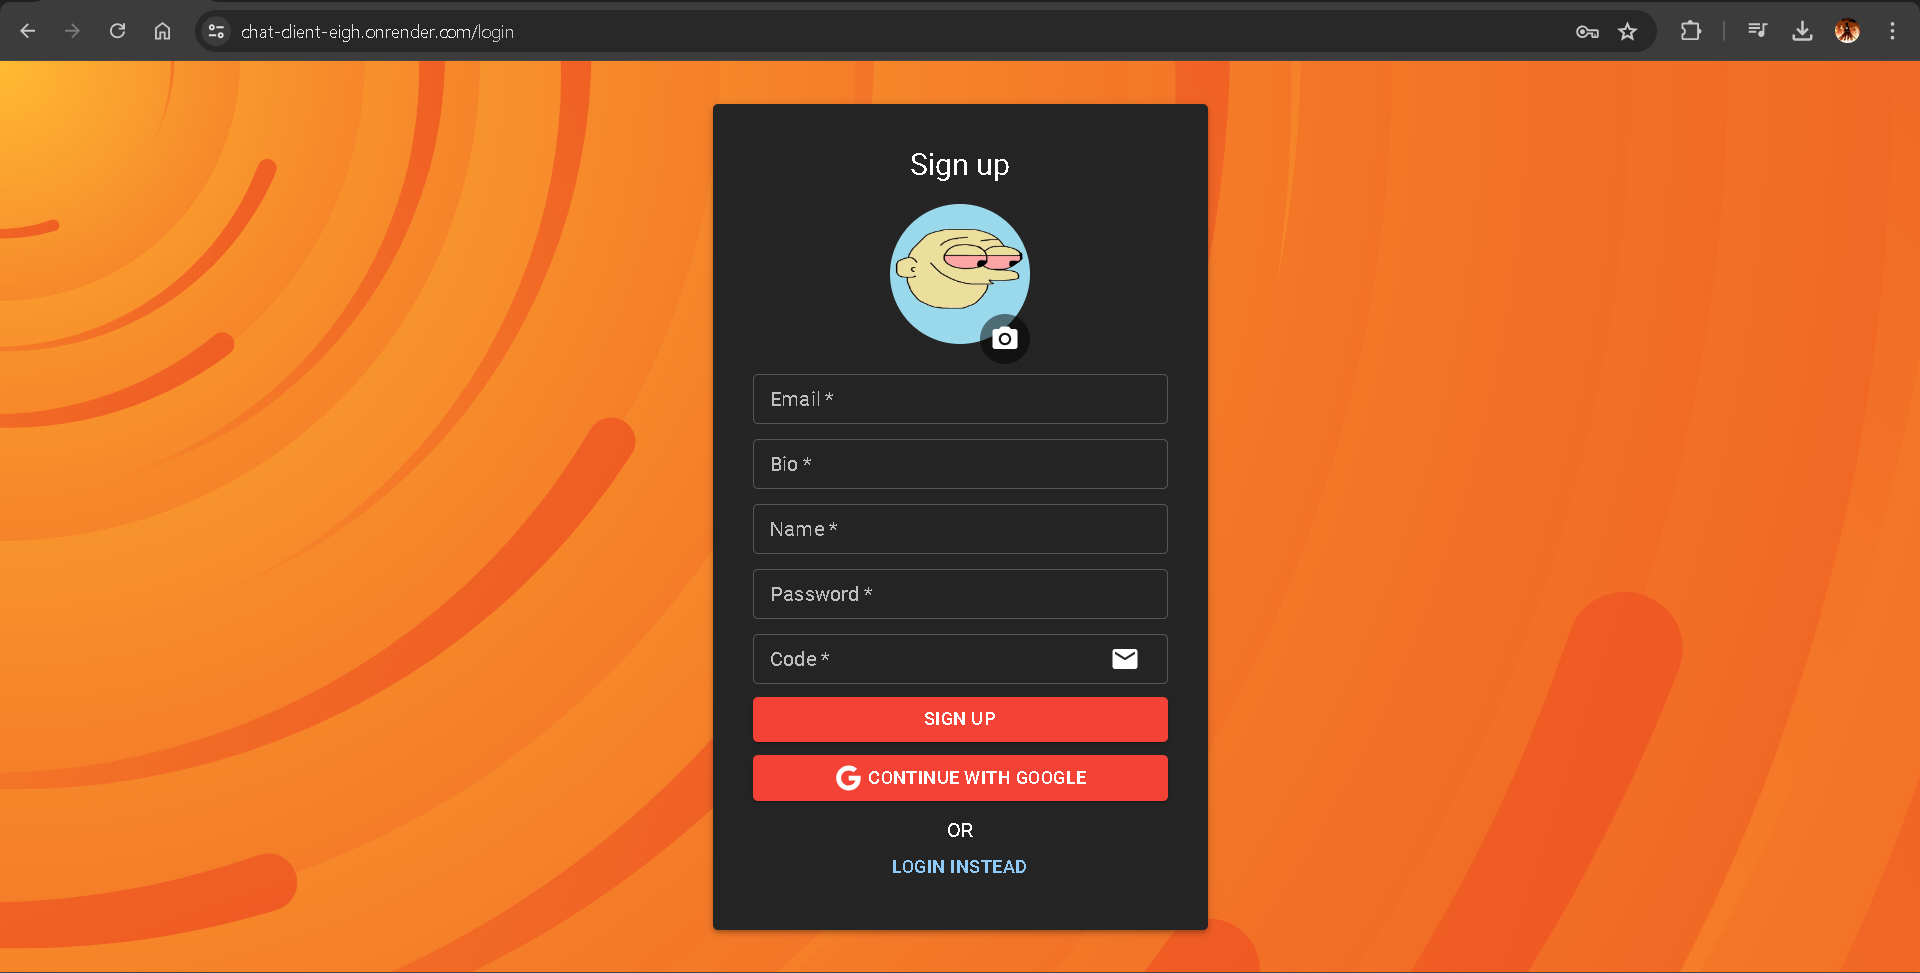 chat-client-eigh.onrender.com/login
Sign up
Email *
Bio *
Name *
Password *
Code *
SIGN UP
CONTINUE WITH GOOGLE
OR
LOGIN INSTEAD